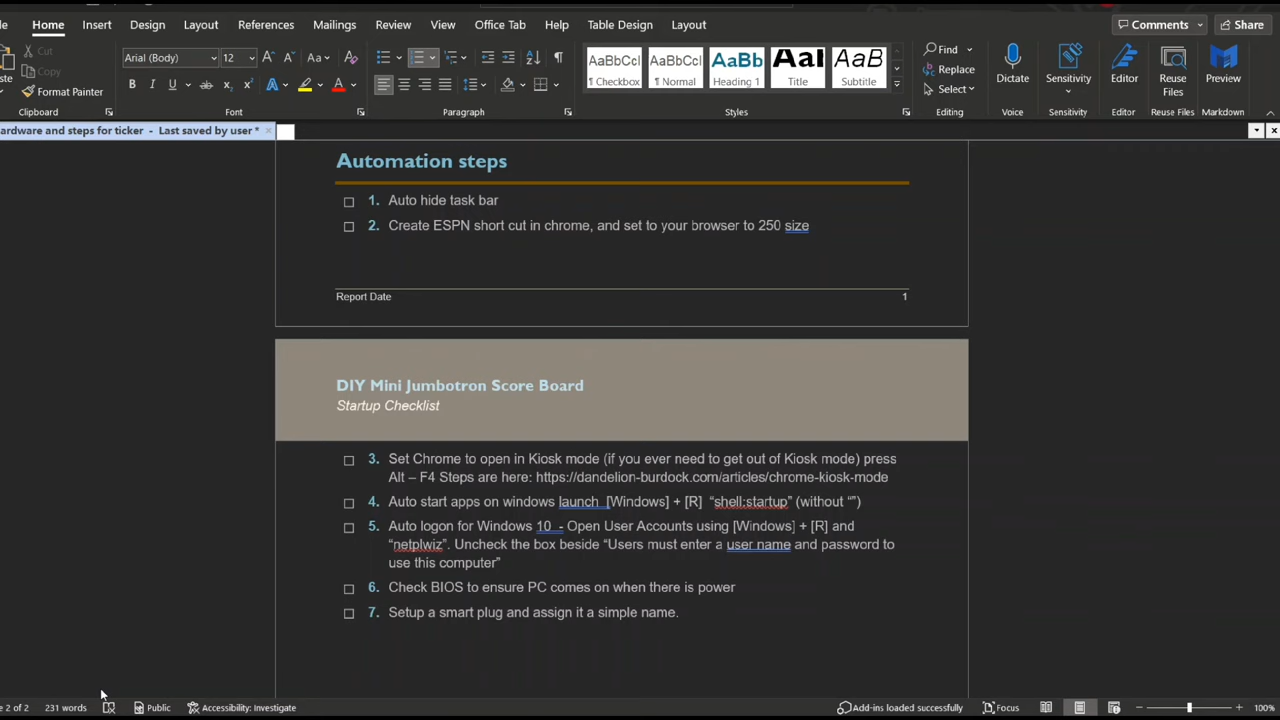 Home Insert Design Layout References Mailings Review View Office Tab Help Table Design Layout Comments Share
Cut
Copy
Format Painter
Clipboard
Arial (Body) 12
Font
Paragraph
AaBbCcI AaBbCcI AaBbCc AaI AaB
¶ Checkbox ¶ Normal Heading 1 Title Subtitle
Styles
Find
Replace
Select
Editing
Dictate
Voice
Sensitivity
Sensitivity
Editor
Editor
Reuse
Files
Reuse Files
Preview
Markdown
ardware and steps for ticker - Last saved by user *
Automation steps
1. Auto hide task bar
2. Create ESPN short cut in chrome, and set to your browser to 250 size
Report Date 1
DIY Mini Jumbotron Score Board
Startup Checklist
3. Set Chrome to open in Kiosk mode (if you ever need to get out of Kiosk mode) press
Alt – F4 Steps are here: https://dandelion-burdock.com/articles/chrome-kiosk-mode
4. Auto start apps on windows launch [Windows] + [R] “shell:startup” (without “”)
5. Auto logon for Windows 10 - Open User Accounts using [Windows] + [R] and
“netplwiz”. Uncheck the box beside “Users must enter a user name and password to
use this computer”
6. Check BIOS to ensure PC comes on when there is power
7. Setup a smart plug and assign it a simple name.
e 2 of 2 231 words Public Accessibility: Investigate Add-ins loaded successfully Focus 100%